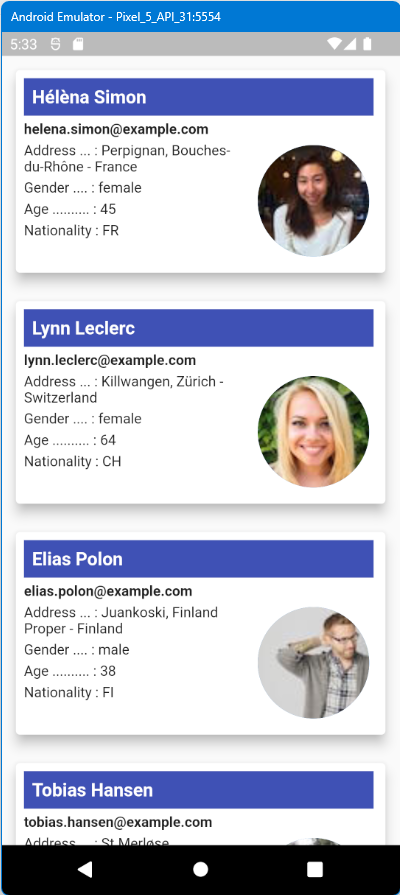 Android Emulator - Pixel_5_API_31:5554
5:33
Hélèna Simon
helena.simon@example.com
Address ... : Perpignan, Bouches-
du-Rhône - France
Gender .... : female
Age .......... : 45
Nationality : FR
Lynn Leclerc
lynn.leclerc@example.com
Address ... : Killwangen, Zürich -
Switzerland
Gender .... : female
Age .......... : 64
Nationality : CH
Elias Polon
elias.polon@example.com
Address ... : Juankoski, Finland
Proper - Finland
Gender .... : male
Age .......... : 38
Nationality : FI
Tobias Hansen
tobias.hansen@example.com
Address ... : St.Merløse,